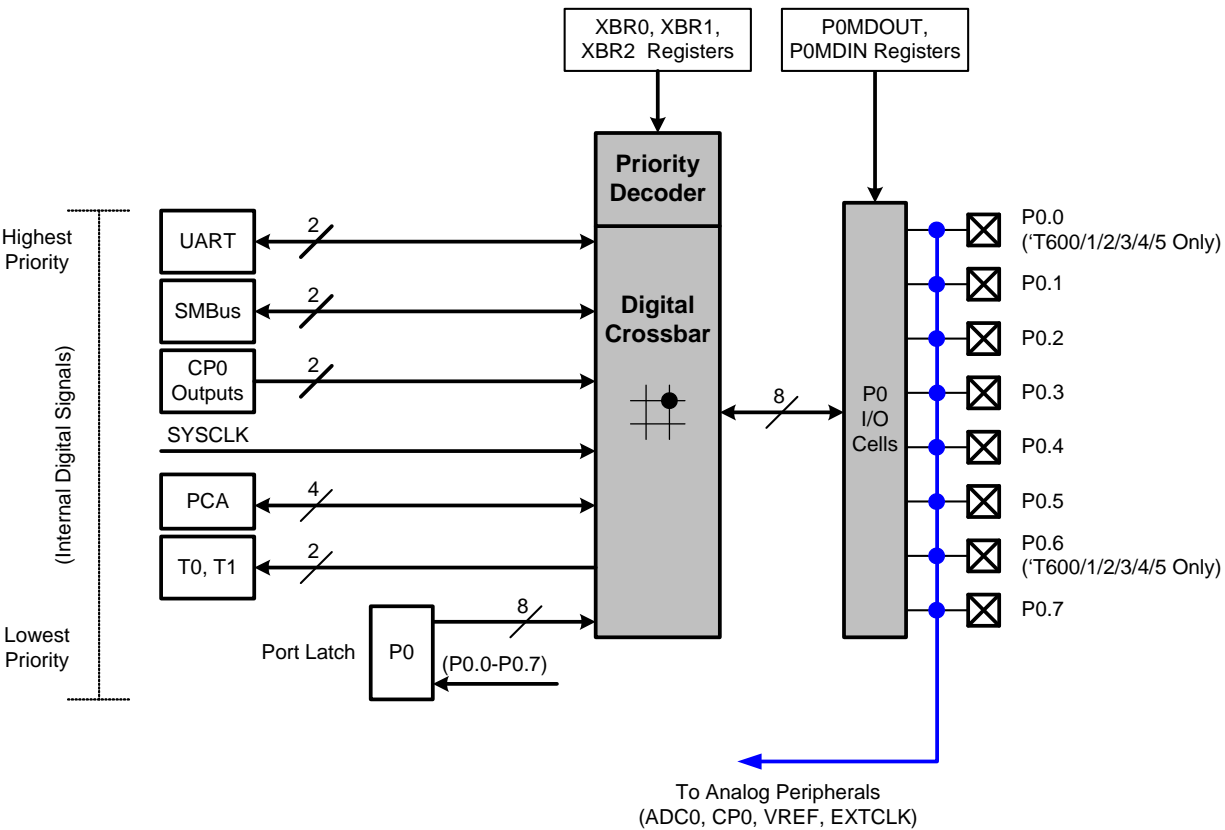 XBR0, XBR1,
XBR2 Registers
P0MDOUT,
P0MDIN Registers
Priority
Decoder
Highest
Priority
UART
2
SMBus
2
CP0
Outputs
2
SYSCLK
PCA
4
T0, T1
2
(Internal Digital Signals)
Lowest
Priority
Port Latch
P0
8
(P0.0-P0.7)
Digital
Crossbar
8
P0
I/O
Cells
P0.0
(‘T600/1/2/3/4/5 Only)
P0.1
P0.2
P0.3
P0.4
P0.5
P0.6
(‘T600/1/2/3/4/5 Only)
P0.7
To Analog Peripherals
(ADC0, CP0, VREF, EXTCLK)